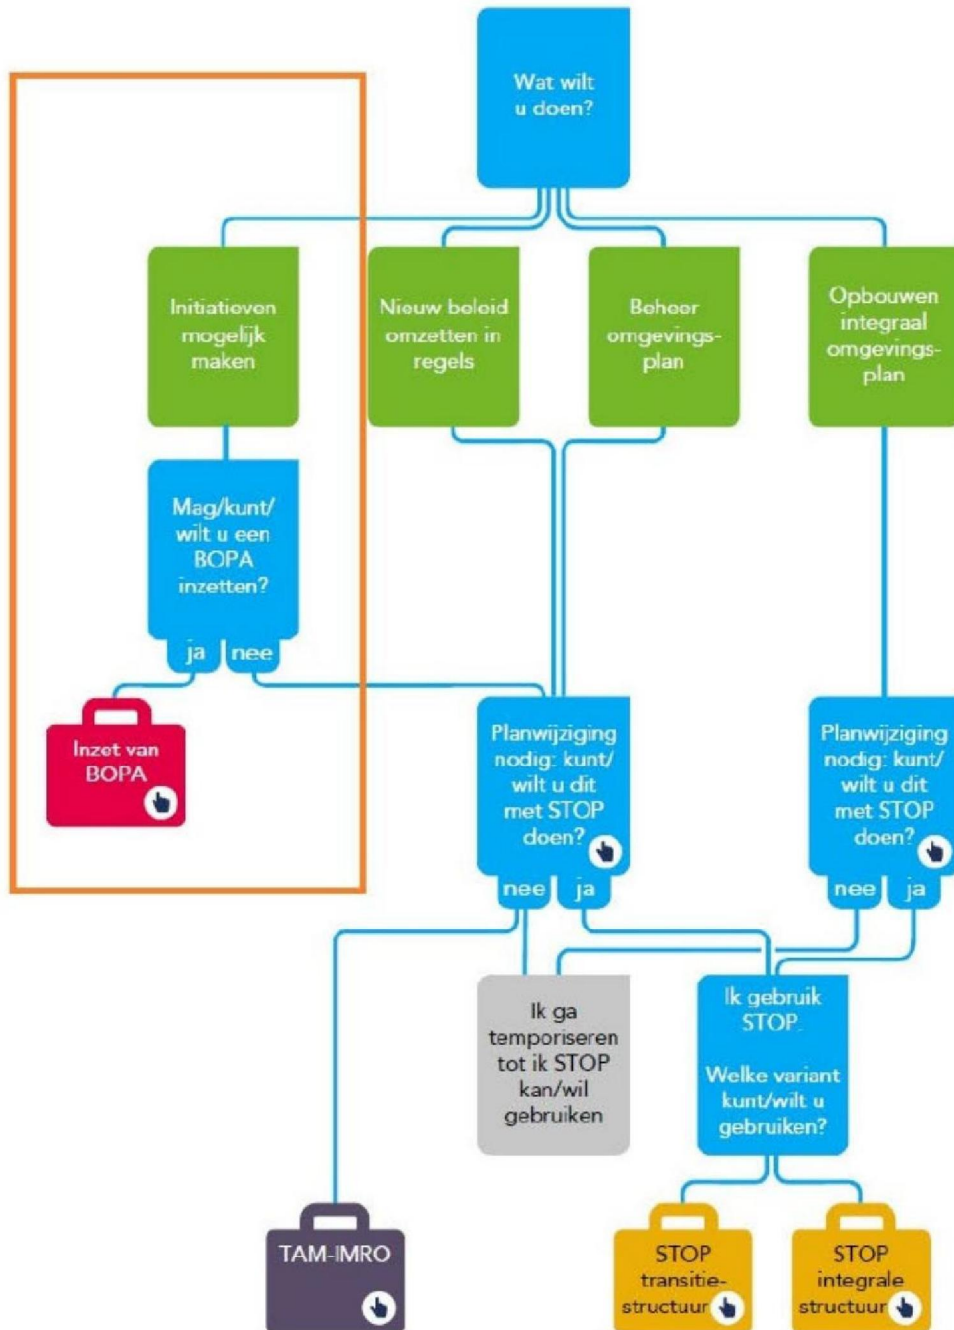 Wat wilt
u doen?
Initiatieven
mogelijk
maken
Nieuw beleid
omzetten in
regels
Beheer
omgevings-
plan
Opbouwen
integraal
omgevings-
plan
Mag/kunt/
wilt u een
BOPA
inzetten?
ja nee
Inzet van
BOPA
Planwijziging
nodig: kunt/
wilt u dit
met STOP
doen?
nee ja
Planwijziging
nodig: kunt/
wilt u dit
met STOP
doen?
nee ja
Ik ga
temporiseren
tot ik STOP
kan/wil
gebruiken
Ik gebruik
STOP.
Welke variant
kunt/wilt u
gebruiken?
TAM-IMRO
STOP
transitie-
structuur
STOP
integrale
structuur